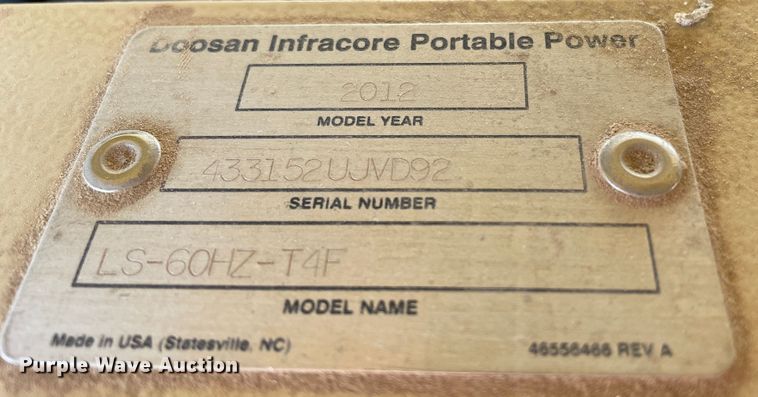 Doosan Infracore Portable Power
2012
MODEL YEAR
433152UJVD92
SERIAL NUMBER
LS-60HZ-T4F
MODEL NAME
Made in USA (Statesville, NC)
46556466 REV A
Purple Wave Auction